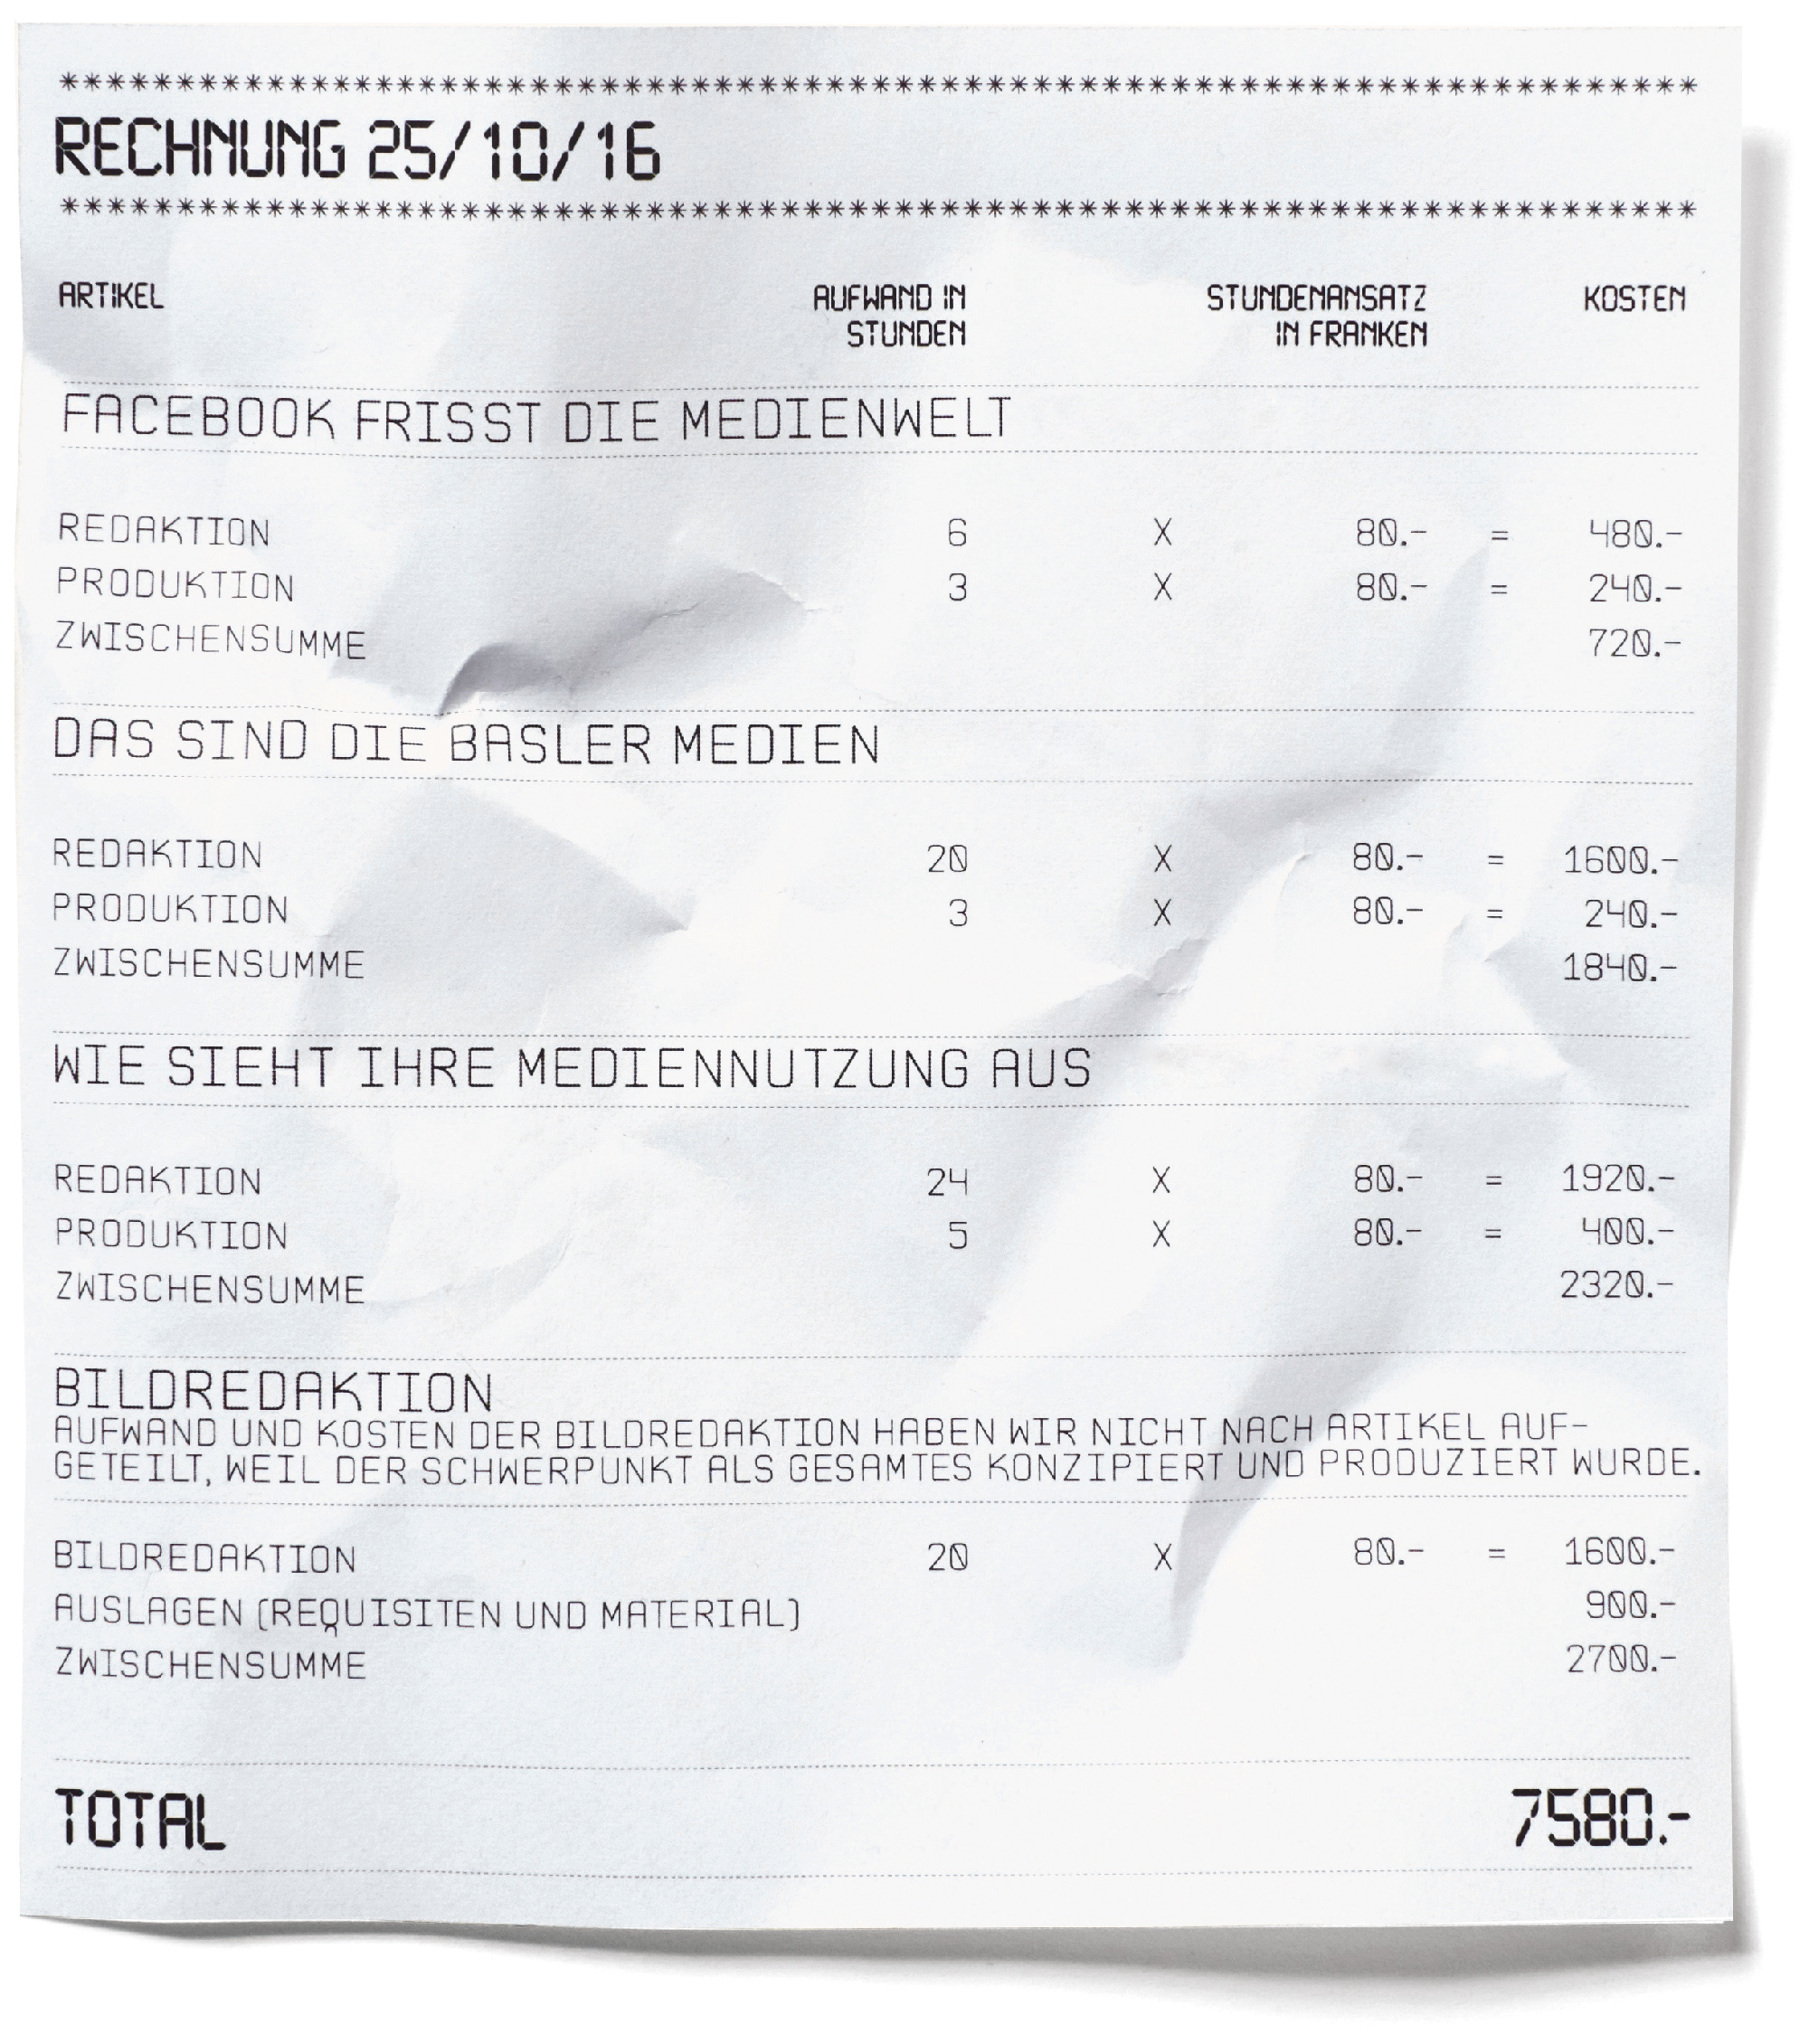 ************************************************************************
RECHNUNG 25/10/16
************************************************************************
ARTIKEL AUFWAND IN STUNDENANSATZ KOSTEN
STUNDEN IN FRANKEN
FACEBOOK FRISST DIE MEDIENWELT
REDAKTION 6 X 80.– = 480.–
PRODUKTION 3 X 80.– = 240.–
ZWISCHENSUMME 720.–
DAS SIND DIE BASLER MEDIEN
REDAKTION 20 X 80.– = 1600.–
PRODUKTION 3 X 80.– = 240.–
ZWISCHENSUMME 1840.–
WIE SIEHT IHRE MEDIENNUTZUNG AUS
REDAKTION 24 X 80.– = 1920.–
PRODUKTION 5 X 80.– = 400.–
ZWISCHENSUMME 2320.–
BILDREDAKTION
AUFWAND UND KOSTEN DER BILDREDAKTION HABEN WIR NICHT NACH ARTIKEL AUF-
GETEILT, WEIL DER SCHWERPUNKT ALS GESAMTES KONZIPIERT UND PRODUZIERT WURDE.
BILDREDAKTION 20 X 80.– = 1600.–
AUSLAGEN (REQUISITEN UND MATERIAL) 900.–
ZWISCHENSUMME 2700.–
TOTAL 7580.–